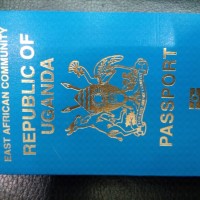 EAST AFRICAN COMMUNITY
REPUBLIC OF
UGANDA
PASSPORT